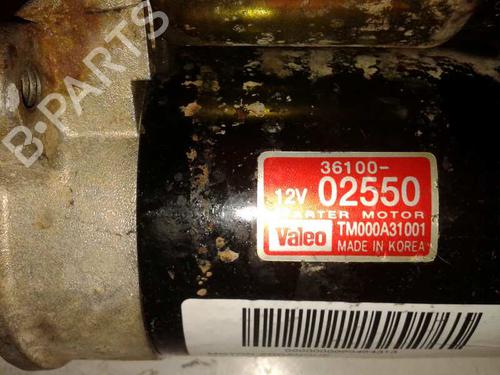 B-PARTS
36100-
12V 02550
STARTER MOTOR
Valeo TM000A31001
MADE IN KOREA